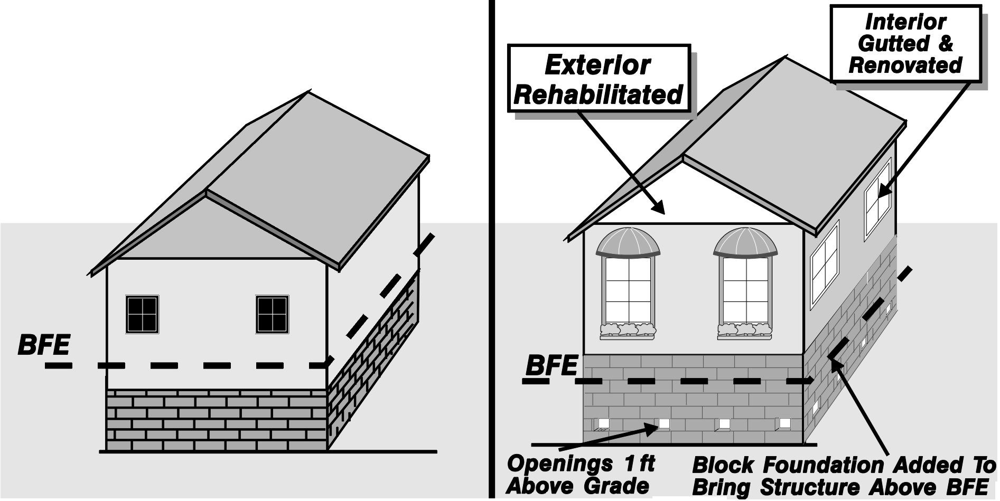 BFE
Exterior
Rehabilitated
Interior
Gutted &
Renovated
BFE
Openings 1 ft
Above Grade
Block Foundation Added To
Bring Structure Above BFE